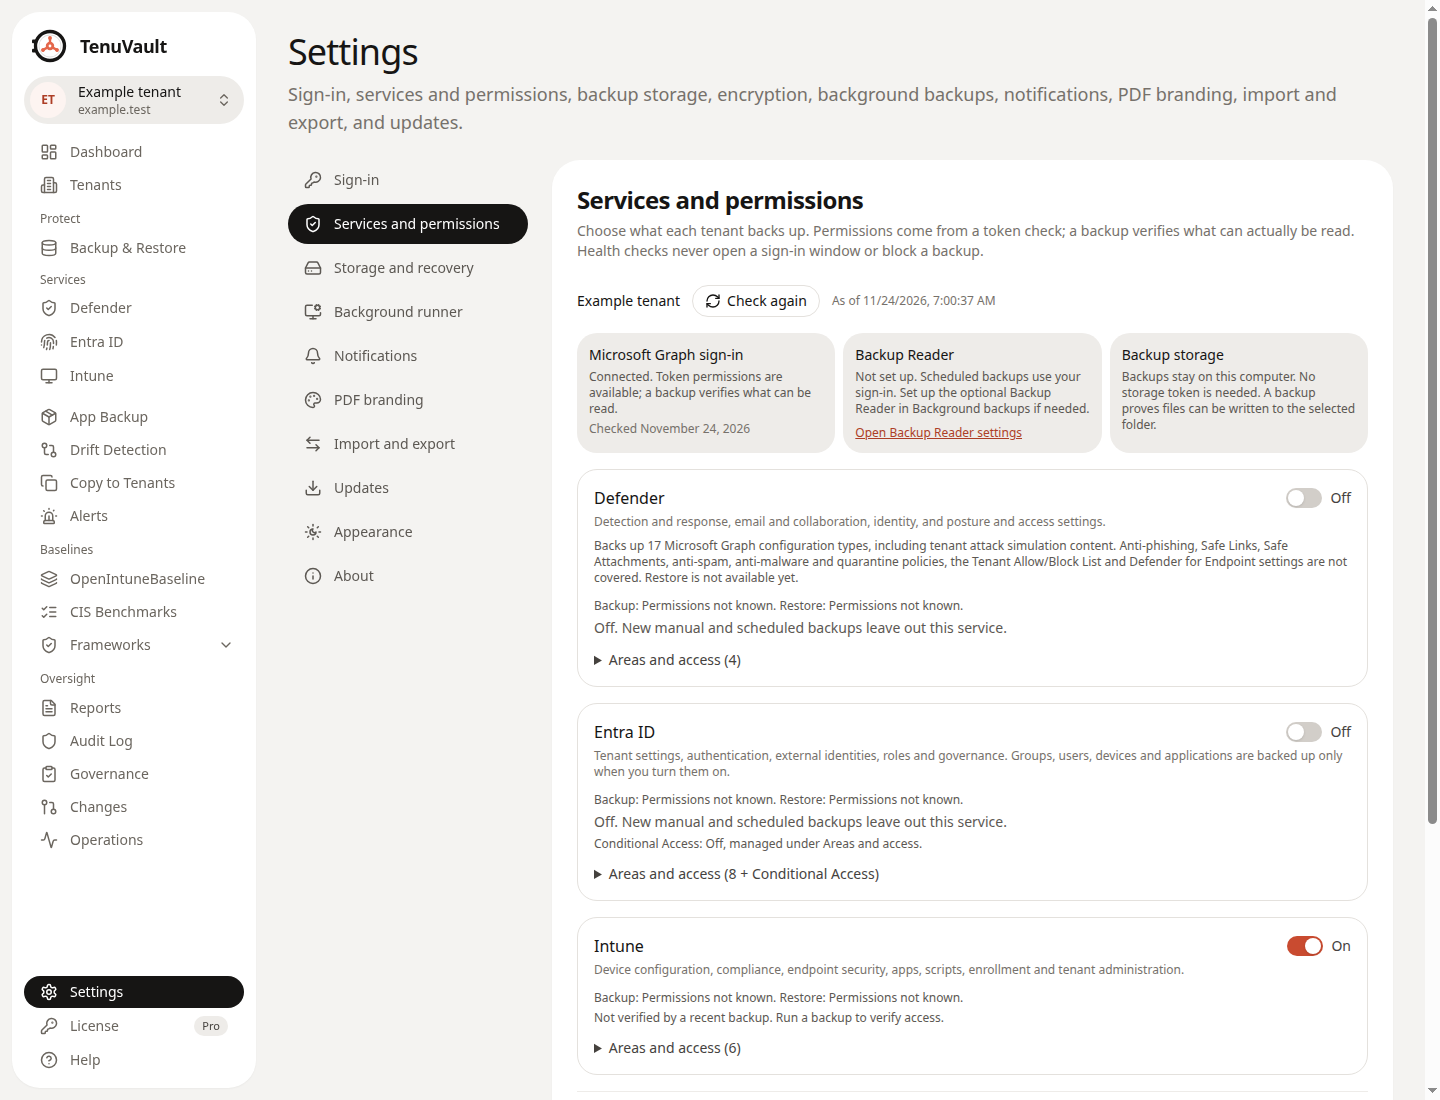 TenuVault
ET
Example tenant
example.test
Dashboard
Tenants
Protect
Backup & Restore
Services
Defender
Entra ID
Intune
App Backup
Drift Detection
Copy to Tenants
Alerts
Baselines
OpenIntuneBaseline
CIS Benchmarks
Frameworks
Oversight
Reports
Audit Log
Governance
Changes
Operations
Settings
License
Pro
Help
Settings
Sign-in, services and permissions, backup storage, encryption, background backups, notifications, PDF branding, import and
export, and updates.
Sign-in
Services and permissions
Storage and recovery
Background runner
Notifications
PDF branding
Import and export
Updates
Appearance
About
Services and permissions
Choose what each tenant backs up. Permissions come from a token check; a backup verifies what can actually be read.
Health checks never open a sign-in window or block a backup.
Example tenant
Check again
As of 11/24/2026, 7:00:37 AM
Microsoft Graph sign-in
Connected. Token permissions are
available; a backup verifies what can be
read.
Checked November 24, 2026
Backup Reader
Not set up. Scheduled backups use your
sign-in. Set up the optional Backup
Reader in Background backups if needed.
Open Backup Reader settings
Backup storage
Backups stay on this computer. No
storage token is needed. A backup
proves files can be written to the selected
folder.
Defender
Off
Detection and response, email and collaboration, identity, and posture and access settings.
Backs up 17 Microsoft Graph configuration types, including tenant attack simulation content. Anti-phishing, Safe Links, Safe
Attachments, anti-spam, anti-malware and quarantine policies, the Tenant Allow/Block List and Defender for Endpoint settings are not
covered. Restore is not available yet.
Backup: Permissions not known. Restore: Permissions not known.
Off. New manual and scheduled backups leave out this service.
Areas and access (4)
Entra ID
Off
Tenant settings, authentication, external identities, roles and governance. Groups, users, devices and applications are backed up only
when you turn them on.
Backup: Permissions not known. Restore: Permissions not known.
Off. New manual and scheduled backups leave out this service.
Conditional Access: Off, managed under Areas and access.
Areas and access (8 + Conditional Access)
Intune
On
Device configuration, compliance, endpoint security, apps, scripts, enrollment and tenant administration.
Backup: Permissions not known. Restore: Permissions not known.
Not verified by a recent backup. Run a backup to verify access.
Areas and access (6)